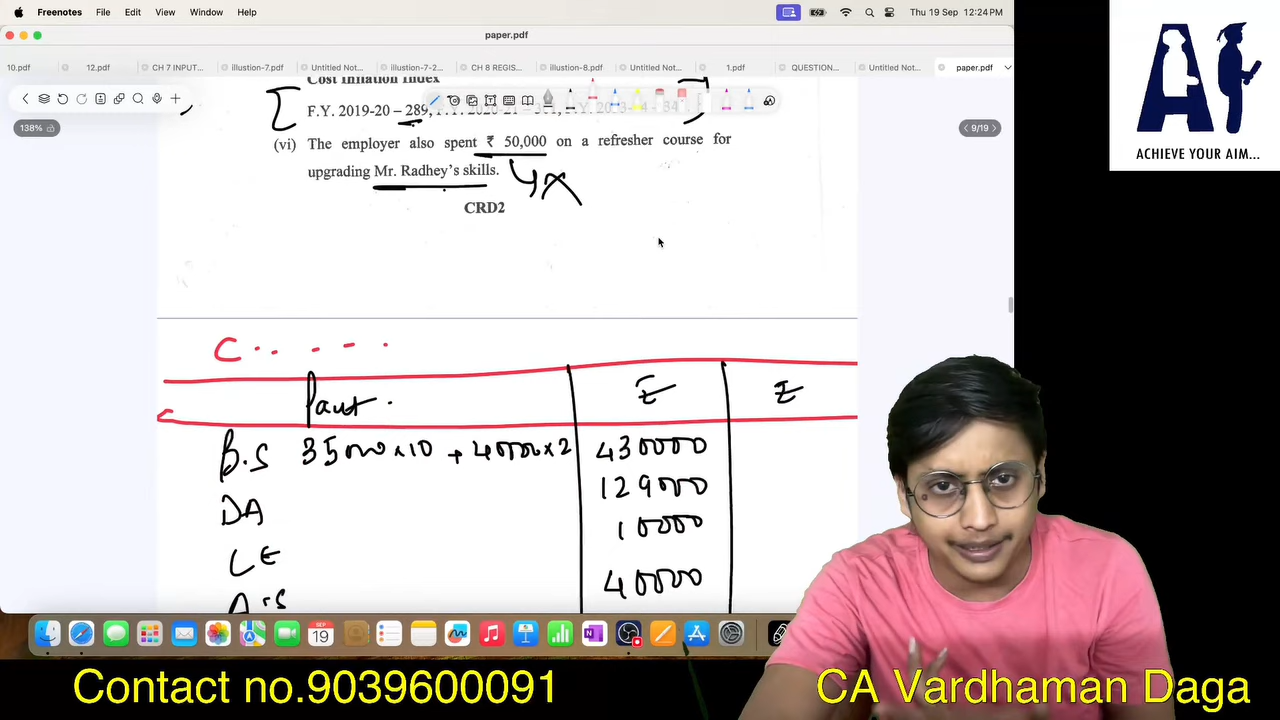 Freenotes File Edit View Window Help Thu 19 Sep 12:24 PM
paper.pdf
10.pdf 12.pdf CH 7 INPUT... illustion-7.pdf Untitled Not... illustion-7-2... CH 8 REGIS... illustion-8.pdf Untitled Not... 1.pdf QUESTION... Untitled Not... paper.pdf
138% 9/19
Cost Inflation Index
F.Y. 2019-20 – 289,
(vi) The employer also spent ₹ 50,000 on a refresher course for
upgrading Mr. Radhey's skills.
CRD2
C
B.S 35000×10 + 40000×2 430000
DA 129000
LE 10000
A.S 40000
SEP
19
ACHIEVE YOUR AIM...
Contact no.9039600091 CA Vardhaman Daga